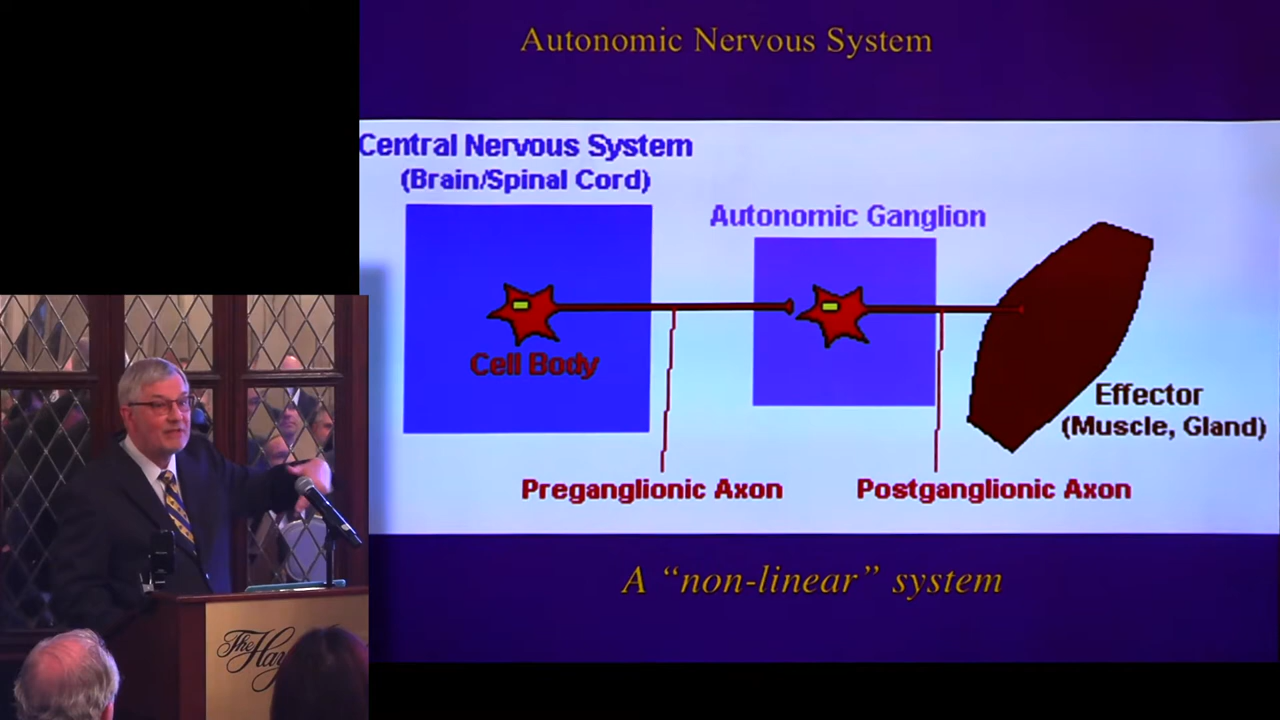 Autonomic Nervous System
Central Nervous System
(Brain/Spinal Cord)
Autonomic Ganglion
Cell Body
Effector
(Muscle, Gland)
Preganglionic Axon
Postganglionic Axon
A “non-linear” system
The